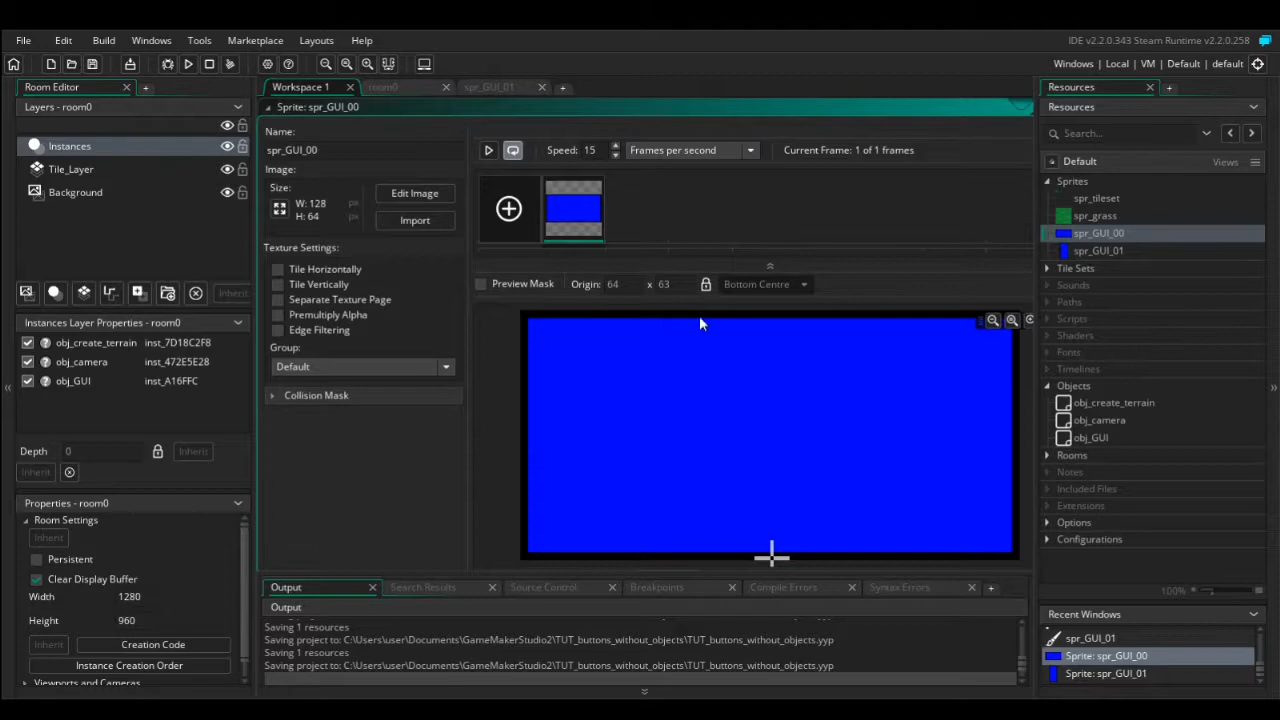 File Edit Build Windows Tools Marketplace Layouts Help
IDE v2.2.0.343 Steam Runtime v2.2.0.258
Windows | Local | VM | Default | default
Room Editor
Workspace 1
room0
spr_GUI_01
Resources
Layers - room0
Sprite: spr_GUI_00
Resources
Instances
Tile_Layer
Background
Inherit
Name:
spr_GUI_00
Image:
Size:
W: 128 px
H: 64 px
Edit Image
Import
Texture Settings:
Tile Horizontally
Tile Vertically
Separate Texture Page
Premultiply Alpha
Edge Filtering
Group:
Default
Collision Mask
Speed: 15
Frames per second
Current Frame: 1 of 1 frames
Preview Mask
Origin: 64 x 63
Bottom Centre
Search...
Default
Views
Sprites
spr_tileset
spr_grass
spr_GUI_00
spr_GUI_01
Tile Sets
Sounds
Paths
Scripts
Shaders
Fonts
Timelines
Objects
obj_create_terrain
obj_camera
obj_GUI
Rooms
Notes
Included Files
Extensions
Options
Configurations
100%
Instances Layer Properties - room0
obj_create_terrain inst_7D18C2F8
obj_camera inst_472E5E28
obj_GUI inst_A16FFC
Depth 0
Inherit
Inherit
Properties - room0
Room Settings
Inherit
Persistent
Clear Display Buffer
Width 1280
Height 960
Inherit
Creation Code
Instance Creation Order
Viewports and Cameras
Output
Search Results
Source Control
Breakpoints
Compile Errors
Syntax Errors
Output
Saving 1 resources
Saving project to: C:\Users\user\Documents\GameMakerStudio2\TUT_buttons_without_objects\TUT_buttons_without_objects.yyp
Saving 1 resources
Saving project to: C:\Users\user\Documents\GameMakerStudio2\TUT_buttons_without_objects\TUT_buttons_without_objects.yyp
Recent Windows
spr_GUI_01
Sprite: spr_GUI_00
Sprite: spr_GUI_01